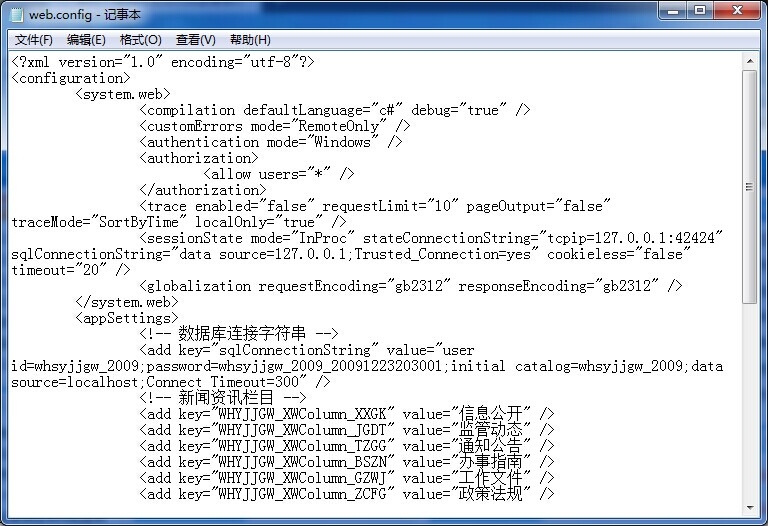 web.config - 记事本
文件(F) 编辑(E) 格式(O) 查看(V) 帮助(H)
<?xml version="1.0" encoding="utf-8"?>
<configuration>
<system.web>
<compilation defaultLanguage="c#" debug="true" />
<customErrors mode="RemoteOnly" />
<authentication mode="Windows" />
<authorization>
<allow users="*" />
</authorization>
<trace enabled="false" requestLimit="10" pageOutput="false"
traceMode="SortByTime" localOnly="true" />
<sessionState mode="InProc" stateConnectionString="tcpip=127.0.0.1:42424"
sqlConnectionString="data source=127.0.0.1;Trusted_Connection=yes" cookieless="false"
timeout="20" />
<globalization requestEncoding="gb2312" responseEncoding="gb2312" />
</system.web>
<appSettings>
<!-- 数据库连接字符串 -->
<add key="sqlConnectionString" value="user
id=whsyjjgw_2009;password=whsyjjgw_2009_20091223203001;initial catalog=whsyjjgw_2009;data
source=localhost;Connect Timeout=300" />
<!-- 新闻资讯栏目 -->
<add key="WHYJJGW_XWColumn_XXGK" value="信息公开" />
<add key="WHYJJGW_XWColumn_JGDT" value="监管动态" />
<add key="WHYJJGW_XWColumn_TZGG" value="通知公告" />
<add key="WHYJJGW_XWColumn_BSZN" value="办事指南" />
<add key="WHYJJGW_XWColumn_GZWJ" value="工作文件" />
<add key="WHYJJGW_XWColumn_ZCFG" value="政策法规" />